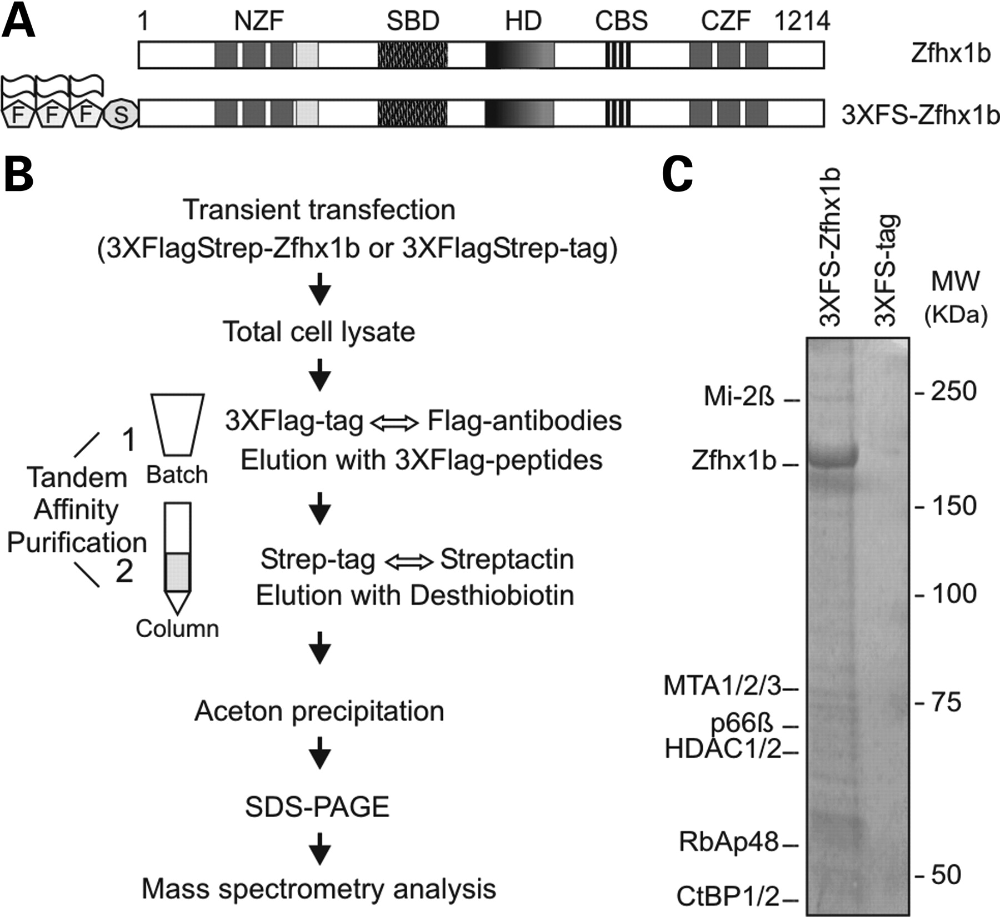 A
1 NZF SBD HD CBS CZF 1214
Zfhx1b
F F F S
3XFS-Zfhx1b
B
Transient transfection
(3XFlagStrep-Zfhx1b or 3XFlagStrep-tag)
Total cell lysate
3XFlag-tag Flag-antibodies
Elution with 3XFlag-peptides
1
Batch
Tandem
Affinity
Purification
2
Column
Strep-tag Streptactin
Elution with Desthiobiotin
Aceton precipitation
SDS-PAGE
Mass spectrometry analysis
C
3XFS-Zfhx1b
3XFS-tag
MW
(KDa)
Mi-2ß –
Zfhx1b –
MTA1/2/3–
p66ß –
HDAC1/2–
RbAp48–
CtBP1/2–
- 250
- 150
- 100
- 75
- 50